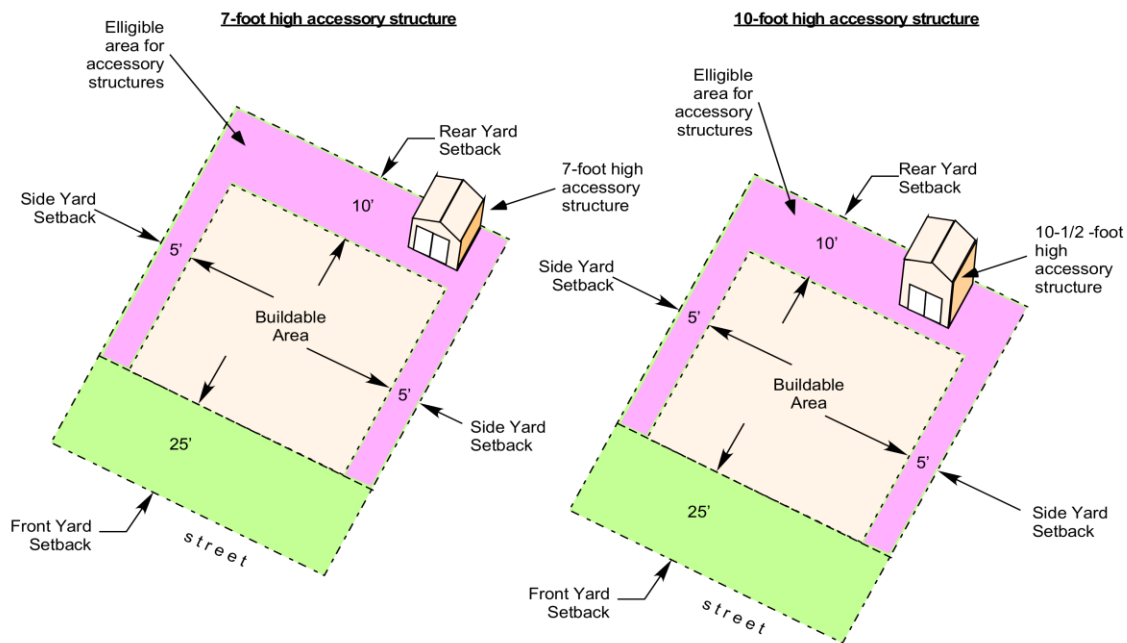 7-foot high accessory structure
Elligible
area for
accessory
structures
Rear Yard
Setback
7-foot high
accessory
structure
10'
Side Yard
Setback
5'
Buildable
Area
5'
Side Yard
Setback
25'
Front Yard
Setback
street
10-foot high accessory structure
Elligible
area for
accessory
structures
Rear Yard
Setback
10-1/2 -foot
high
accessory
structure
10'
Side Yard
Setback
5'
Buildable
Area
5'
Side Yard
Setback
25'
Front Yard
Setback
street